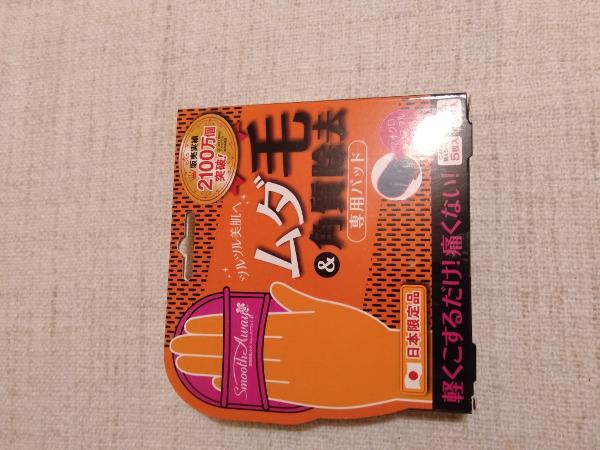 販売実績
2100万個
突破!
ツルツル美肌へ
ムダ毛
&角質除去
専用パッド
Smooth Away
日本限定品
軽くこするだけ!痛くない!
5枚入